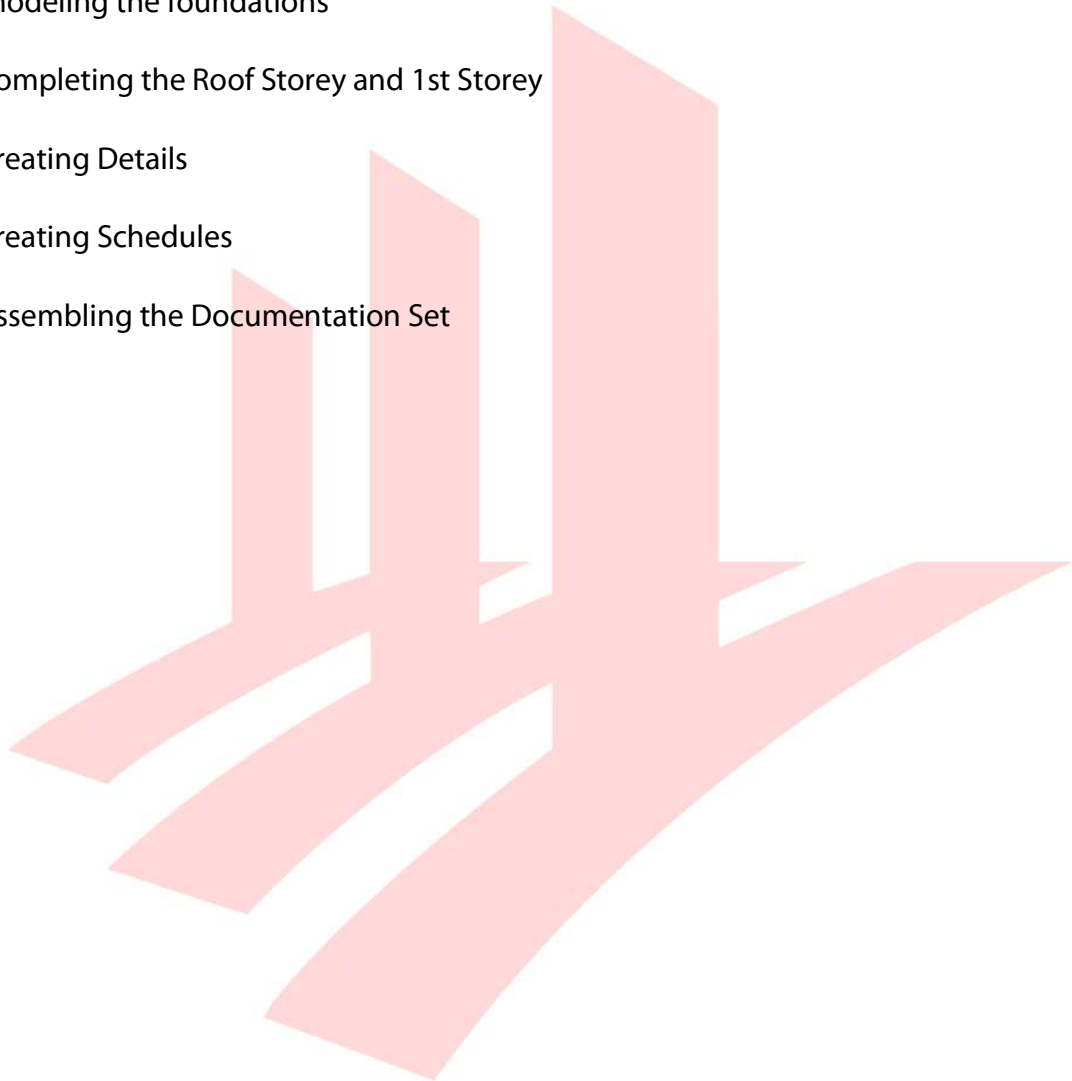 odeling the foundations
ompleting the Roof Storey and 1st Storey
reating Details
reating Schedules
ssembling the Documentation Set